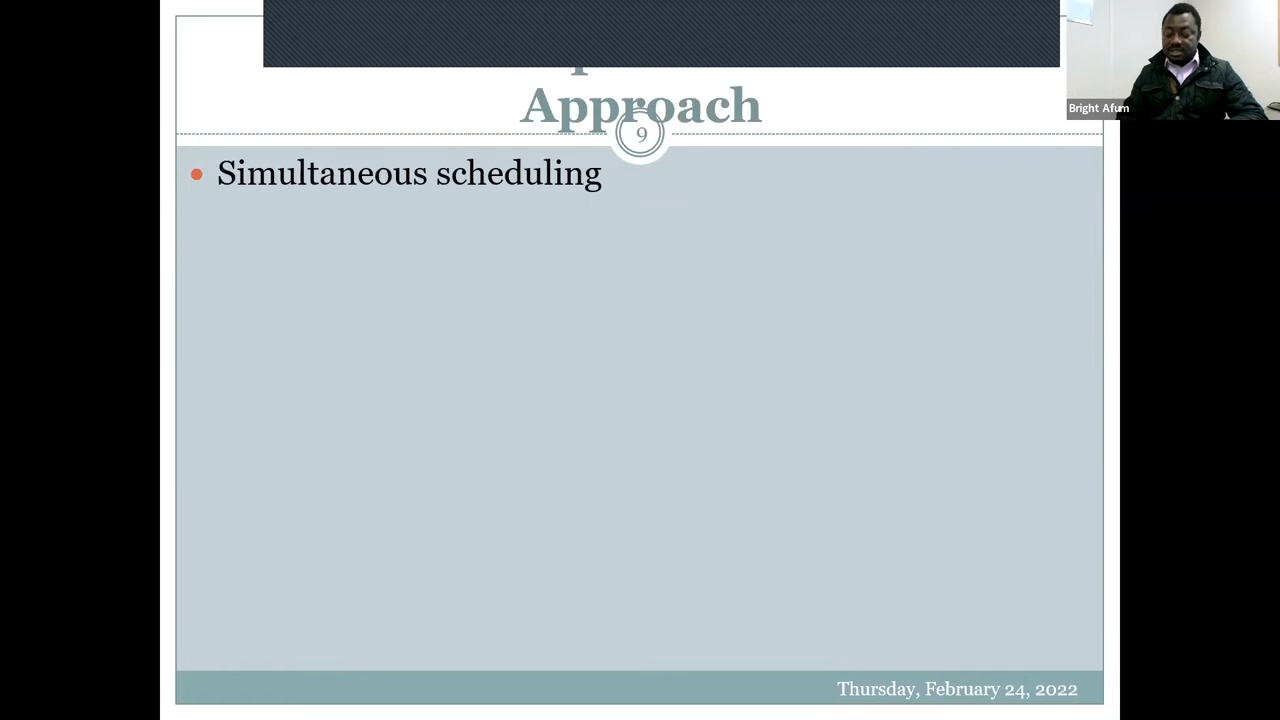 Approach
9
Simultaneous scheduling
Thursday, February 24, 2022
Bright Afum